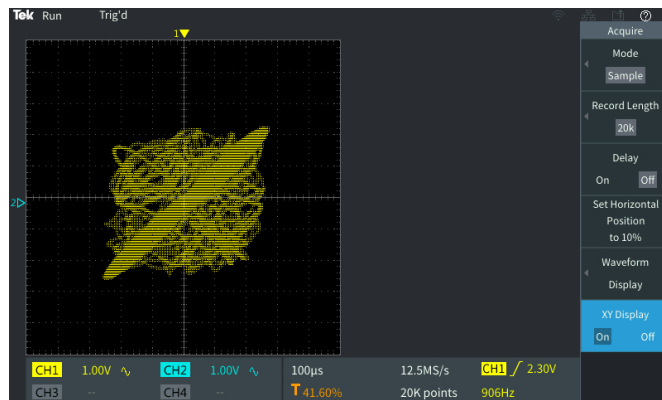 Tek Run Trig'd
1
2
?
Acquire
Mode
Sample
Record Length
20k
Delay
On Off
Set Horizontal
Position
to 10%
Waveform
Display
XY Display
On Off
CH1 1.00V CH2 1.00V 100µs 12.5MS/s CH1 2.30V
CH3 -- CH4 -- T 41.60% 20K points 906Hz